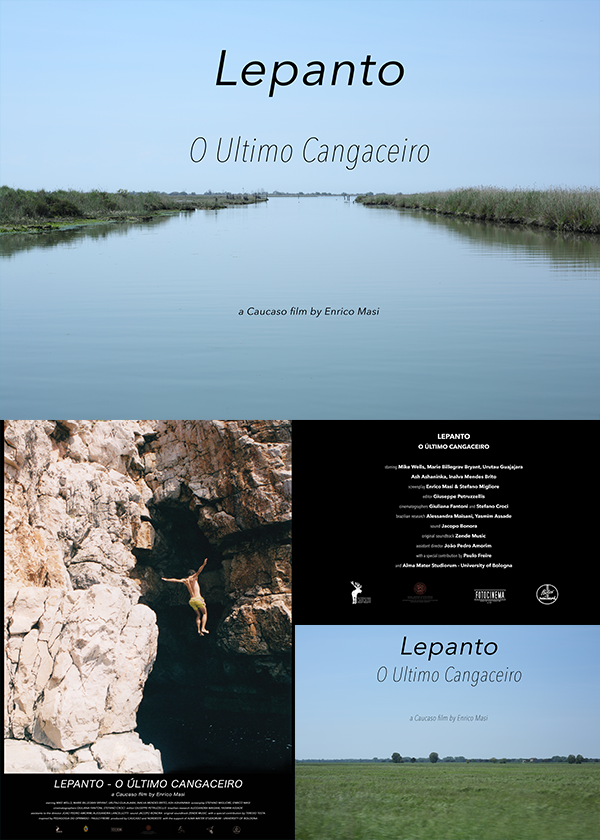 Lepanto
O Ultimo Cangaceiro
a Caucaso film by Enrico Masi
LEPANTO
O ÚLTIMO CANGACEIRO
starring Mike Wells, Marie Billegrav Bryant, Urutau Guajajara
Ash Ashaninka, Inalva Mendes Brito
screenplay Enrico Masi & Stefano Migliore
editor Giuseppe Petruzzellis
cinematographers Giuliana Fantoni and Stefano Croci
brazilian research Alessandra Maisani, Yasmim Assade
sound Jacopo Bonora
original soundtrack Zende Music
assistant director João Pedro Amorim
with a special contribution by Paulo Freire
and Alma Mater Studiorum - University of Bologna
FOTOCINEMA
Lepanto
O Ultimo Cangaceiro
a Caucaso film by Enrico Masi
LEPANTO - O ÚLTIMO CANGACEIRO
a Caucaso film by Enrico Masi